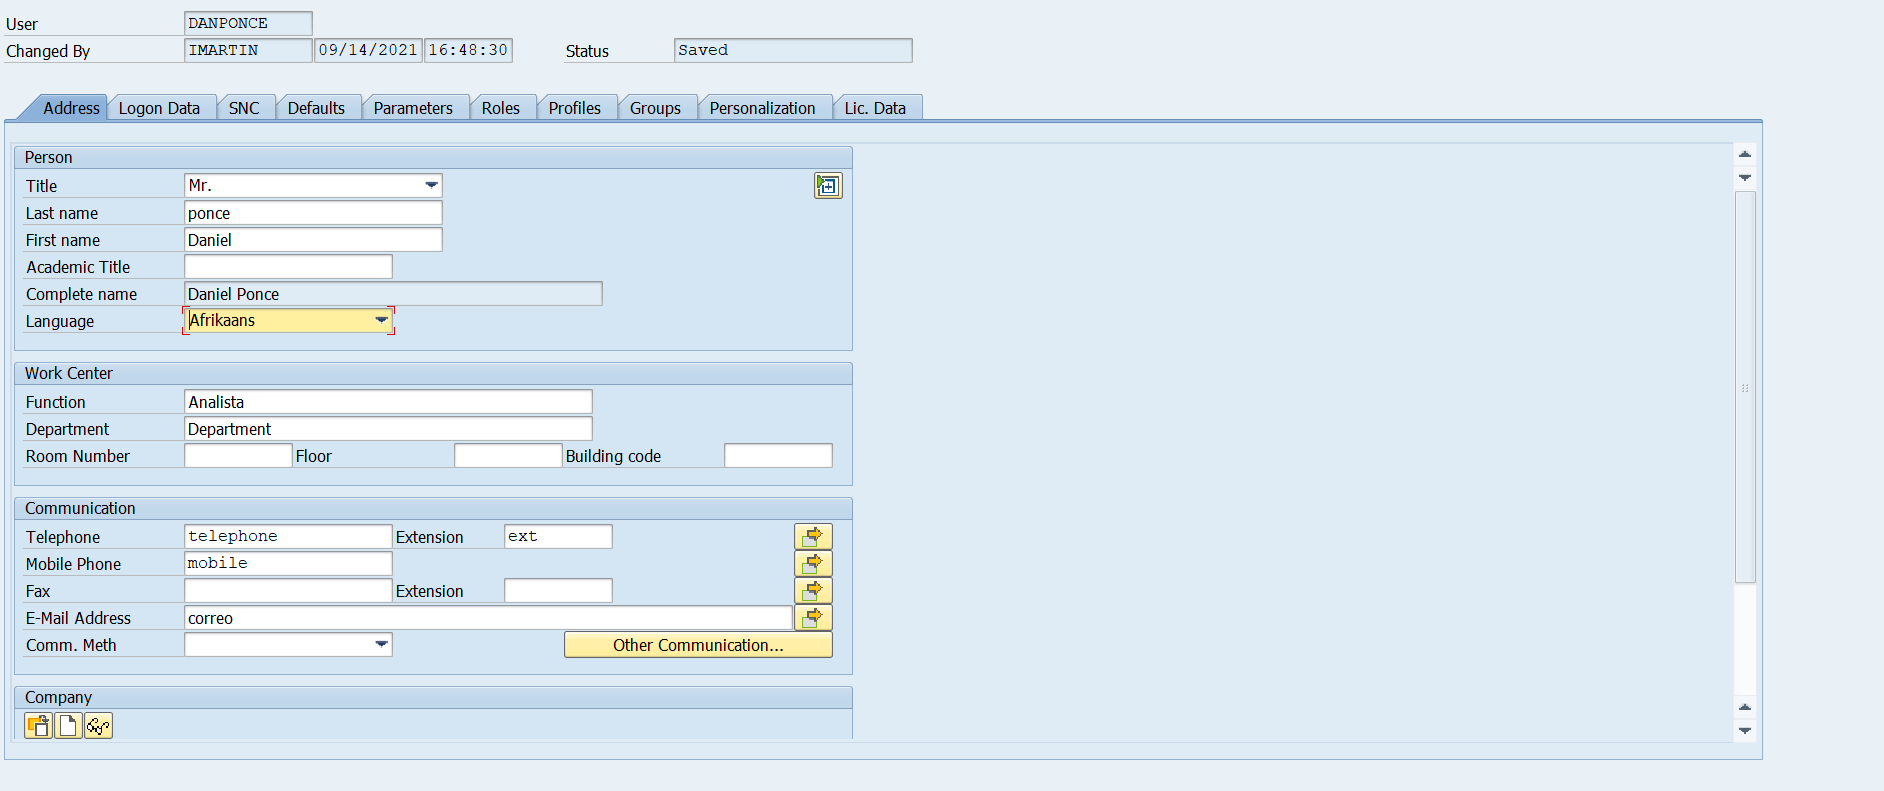 User DANPONCE
Changed By IMARTIN 09/14/2021 16:48:30 Status Saved
Address Logon Data SNC Defaults Parameters Roles Profiles Groups Personalization Lic. Data
Person
Title Mr.
Last name ponce
First name Daniel
Academic Title
Complete name Daniel Ponce
Language Afrikaans
Work Center
Function Analista
Department Department
Room Number Floor Building code
Communication
Telephone telephone Extension ext
Mobile Phone mobile
Fax Extension
E-Mail Address correo
Comm. Meth Other Communication...
Company